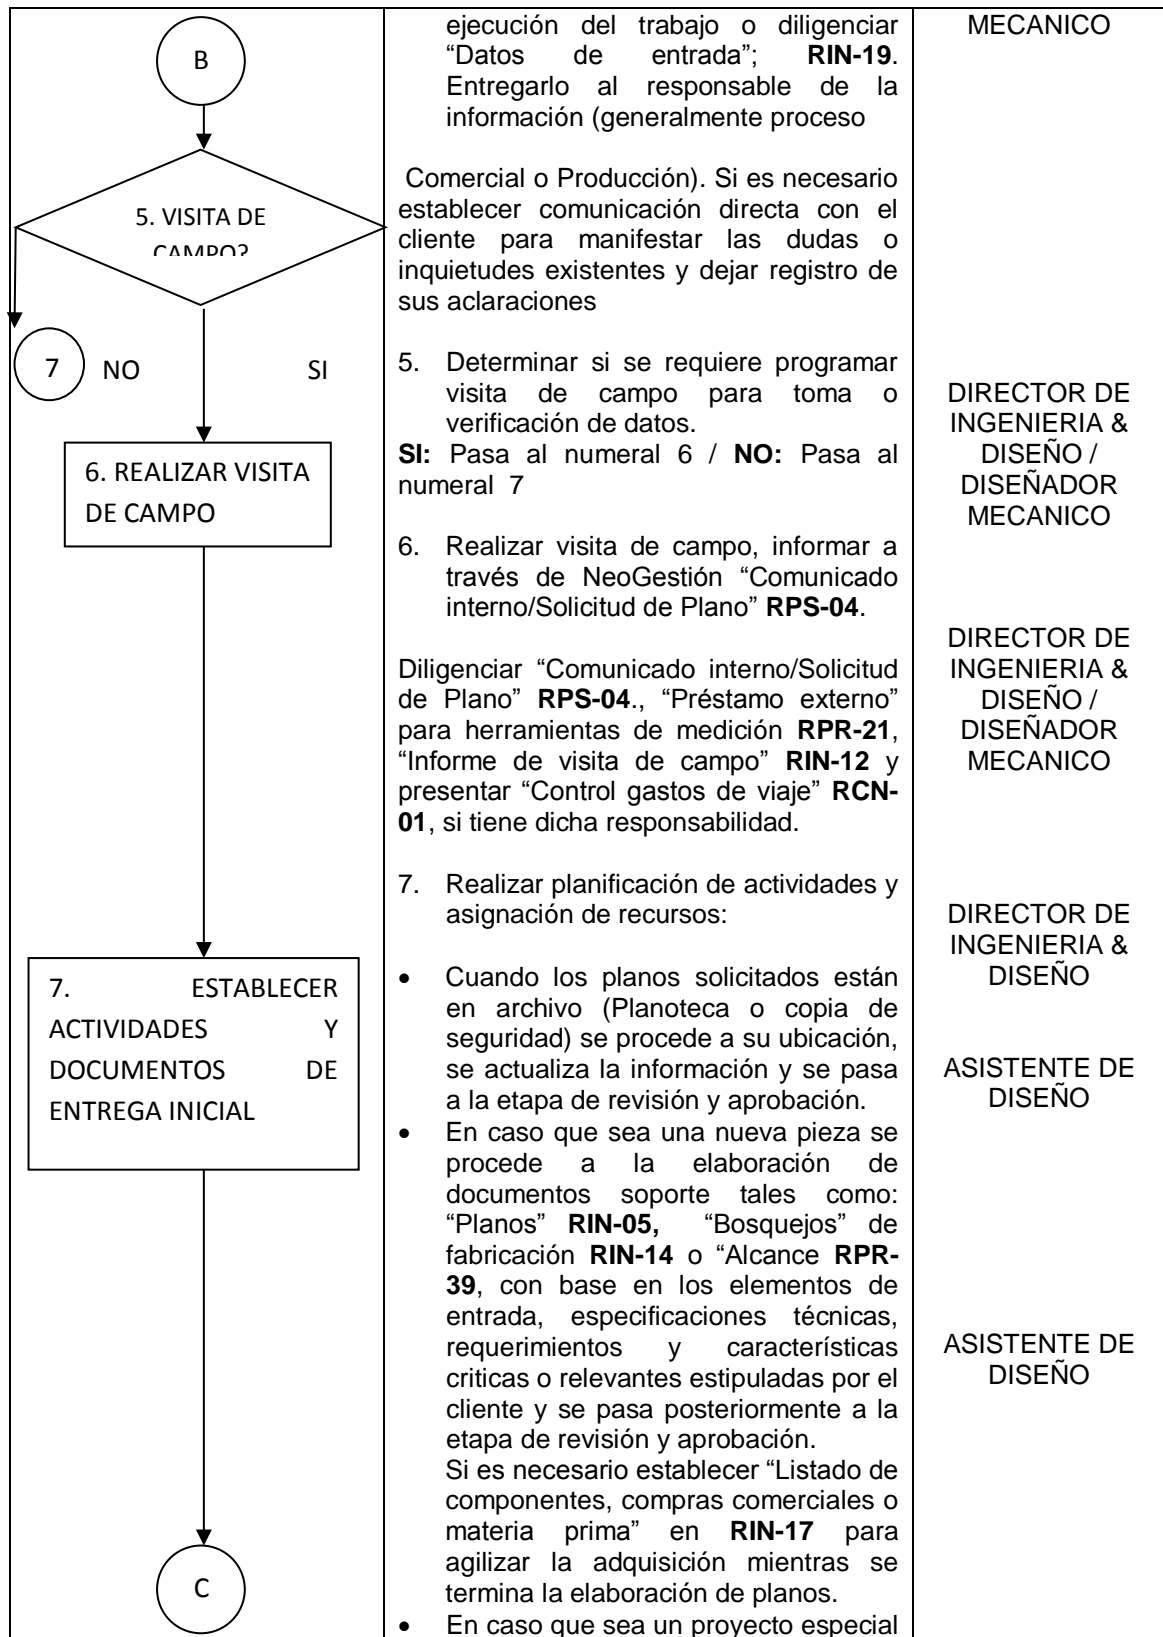 B
5. VISITA DE
CAMPO?
7
NO
SI
6. REALIZAR VISITA
DE CAMPO
7. ESTABLECER
ACTIVIDADES Y
DOCUMENTOS DE
ENTREGA INICIAL
C
ejecución del trabajo o diligenciar
“Datos de entrada”; RIN-19.
Entregarlo al responsable de la
información (generalmente proceso
Comercial o Producción). Si es necesario
establecer comunicación directa con el
cliente para manifestar las dudas o
inquietudes existentes y dejar registro de
sus aclaraciones
5. Determinar si se requiere programar
visita de campo para toma o
verificación de datos.
SI: Pasa al numeral 6 / NO: Pasa al
numeral 7
6. Realizar visita de campo, informar a
través de NeoGestión “Comunicado
interno/Solicitud de Plano” RPS-04.
Diligenciar “Comunicado interno/Solicitud
de Plano” RPS-04., “Préstamo externo”
para herramientas de medición RPR-21,
“Informe de visita de campo” RIN-12 y
presentar “Control gastos de viaje” RCN-
01, si tiene dicha responsabilidad.
7. Realizar planificación de actividades y
asignación de recursos:
• Cuando los planos solicitados están
en archivo (Planoteca o copia de
seguridad) se procede a su ubicación,
se actualiza la información y se pasa
a la etapa de revisión y aprobación.
• En caso que sea una nueva pieza se
procede a la elaboración de
documentos soporte tales como:
“Planos” RIN-05, “Bosquejos” de
fabricación RIN-14 o “Alcance RPR-
39, con base en los elementos de
entrada, especificaciones técnicas,
requerimientos y características
criticas o relevantes estipuladas por el
cliente y se pasa posteriormente a la
etapa de revisión y aprobación.
Si es necesario establecer “Listado de
componentes, compras comerciales o
materia prima” en RIN-17 para
agilizar la adquisición mientras se
termina la elaboración de planos.
• En caso que sea un proyecto especial
MECANICO
DIRECTOR DE
INGENIERIA &
DISEÑO /
DISEÑADOR
MECANICO
DIRECTOR DE
INGENIERIA &
DISEÑO /
DISEÑADOR
MECANICO
DIRECTOR DE
INGENIERIA &
DISEÑO
ASISTENTE DE
DISEÑO
ASISTENTE DE
DISEÑO